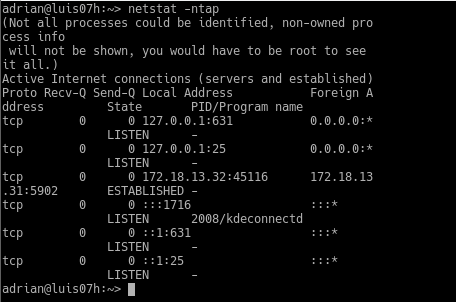 adrian@luis07h:~> netstat -ntap
(Not all processes could be identified, non-owned pro
cess info
 will not be shown, you would have to be root to see
it all.)
Active Internet connections (servers and established)
Proto Recv-Q Send-Q Local Address           Foreign A
ddress         State       PID/Program name
tcp        0      0 127.0.0.1:631           0.0.0.0:*
               LISTEN      -
tcp        0      0 127.0.0.1:25            0.0.0.0:*
               LISTEN      -
tcp        0      0 172.18.13.32:45116      172.18.13
.31:5902       ESTABLISHED -
tcp        0      0 :::1716                 :::*
               LISTEN      2008/kdeconnectd
tcp        0      0 ::1:631                 :::*
               LISTEN      -
tcp        0      0 ::1:25                  :::*
               LISTEN      -
adrian@luis07h:~>